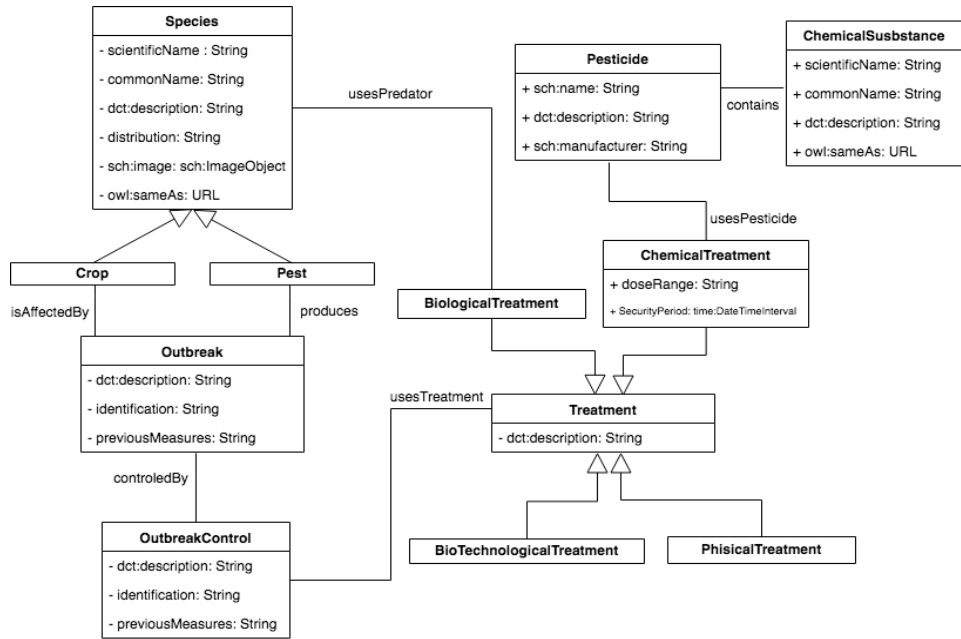 Species
- scientificName : String
- commonName: String
- dct:description: String
- distribution: String
- sch:image: sch:ImageObject
- owl:sameAs: URL
usesPredator
Pesticide
+ sch:name: String
+ dct:description: String
+ sch:manufacturer: String
contains
ChemicalSusbstance
+ scientificName: String
+ commonName: String
+ dct:description: String
+ owl:sameAs: URL
usesPesticide
Crop
Pest
isAffectedBy
produces
BiologicalTreatment
ChemicalTreatment
+ doseRange: String
+ SecurityPeriod: time:DateTimeInterval
Outbreak
- dct:description: String
- identification: String
- previousMeasures: String
usesTreatment
Treatment
- dct:description: String
controledBy
OutbreakControl
- dct:description: String
- identification: String
- previousMeasures: String
BioTechnologicalTreatment
PhisicalTreatment